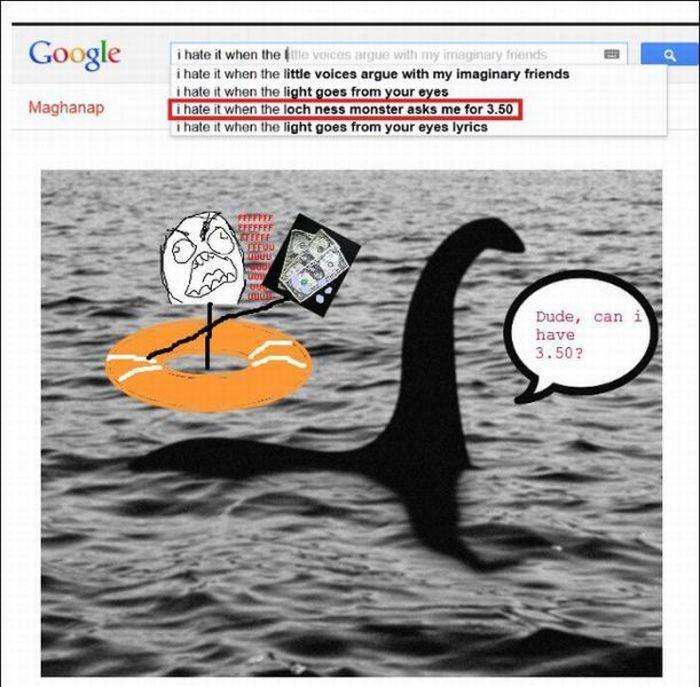 Google
i hate it when the little voices argue with my imaginary friends
i hate it when the little voices argue with my imaginary friends
i hate it when the light goes from your eyes
Maghanap
i hate it when the loch ness monster asks me for 3.50
i hate it when the light goes from your eyes lyrics
FFFFFFF
FFFFFFF
Dude, can i
have
3.50?